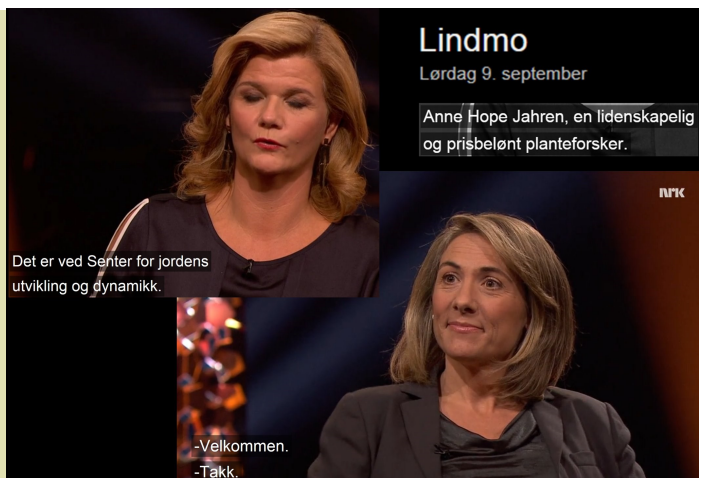 Lindmo
Lørdag 9. september
Anne Hope Jahren, en lidenskapelig
og prisbelønt planteforsker.
NRK
Det er ved Senter for jordens
utvikling og dynamikk.
-Velkommen.
-Takk.